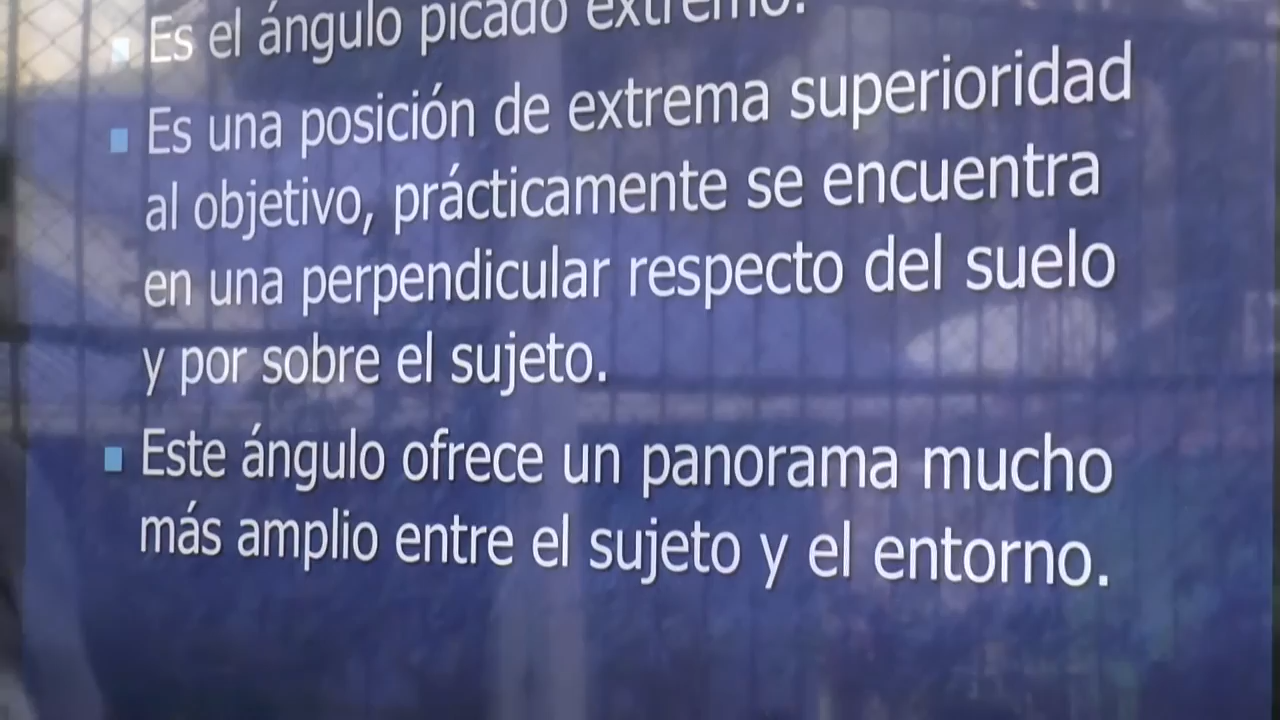 Es el ángulo picado extremo.
Es una posición de extrema superioridad
al objetivo, prácticamente se encuentra
en una perpendicular respecto del suelo
y por sobre el sujeto.
Este ángulo ofrece un panorama mucho
más amplio entre el sujeto y el entorno.